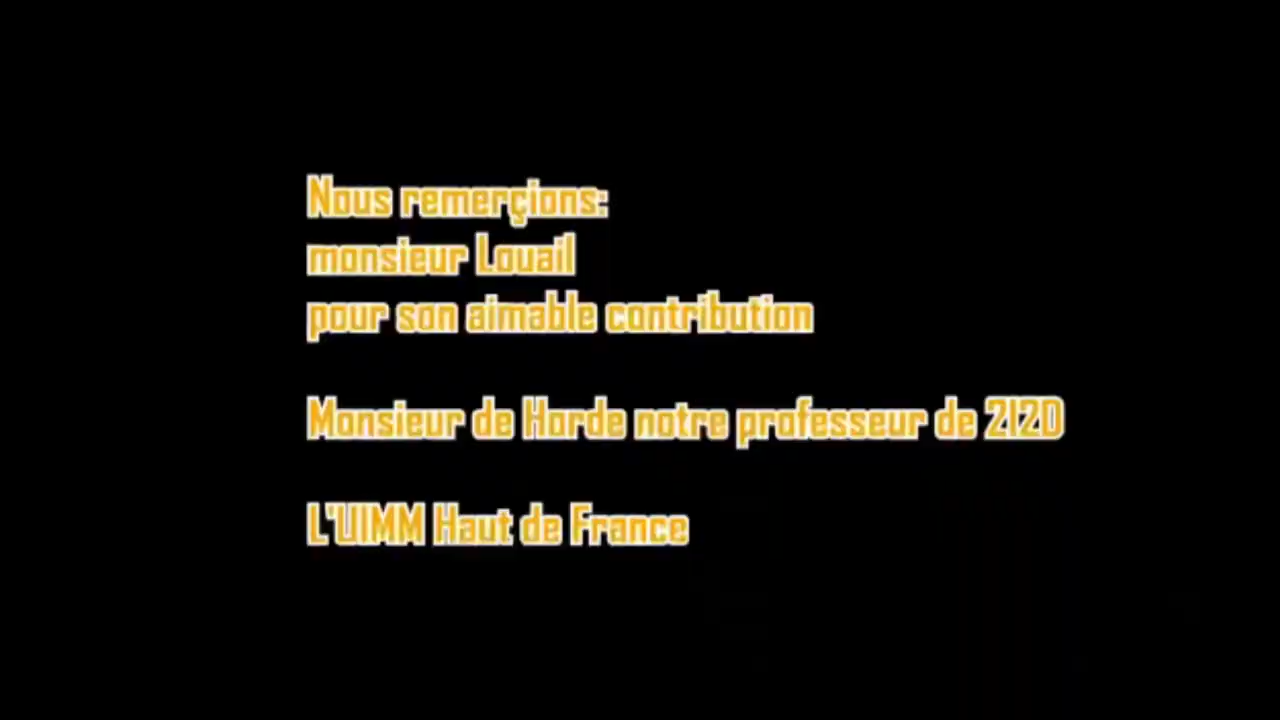 Nous remerçions:
monsieur Louail
pour son aimable contribution
Monsieur de Horde notre professeur de 2I2D
L'UIMM Haut de France